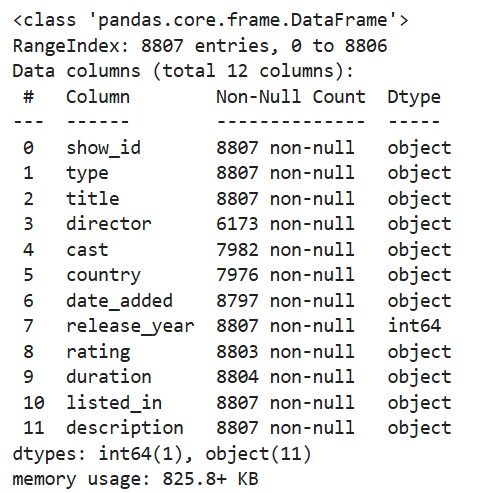 <class 'pandas.core.frame.DataFrame'>
RangeIndex: 8807 entries, 0 to 8806
Data columns (total 12 columns):
 #   Column        Non-Null Count  Dtype
---  ------        --------------  -----
 0   show_id       8807 non-null   object
 1   type          8807 non-null   object
 2   title         8807 non-null   object
 3   director      6173 non-null   object
 4   cast          7982 non-null   object
 5   country       7976 non-null   object
 6   date_added    8797 non-null   object
 7   release_year  8807 non-null   int64
 8   rating        8803 non-null   object
 9   duration      8804 non-null   object
 10  listed_in     8807 non-null   object
 11  description   8807 non-null   object
dtypes: int64(1), object(11)
memory usage: 825.8+ KB